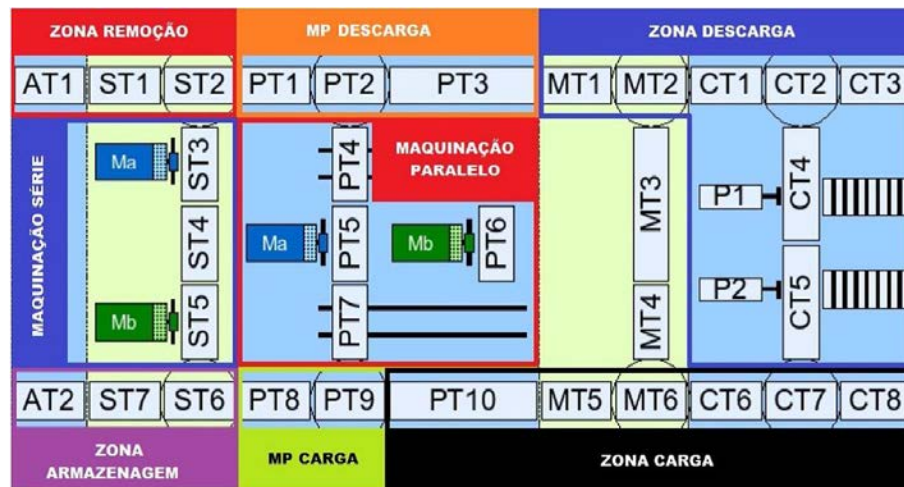 ZONA REMOÇÃO
MP DESCARGA
ZONA DESCARGA
AT1 ST1 ST2 PT1 PT2 PT3 MT1 MT2 CT1 CT2 CT3
MAQUINAÇÃO SÉRIE
Ma
ST3
PT4
MAQUINAÇÃO
PARALELO
MT3
P1
CT4
ST4
Ma
PT5
Mb
PT6
Mb
ST5
PT7
MT4
P2
CT5
AT2 ST7 ST6 PT8 PT9 PT10 MT5 MT6 CT6 CT7 CT8
ZONA
ARMAZENAGEM
MP CARGA
ZONA CARGA